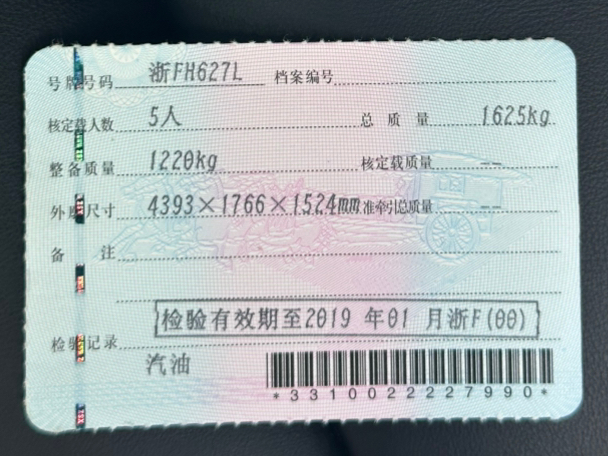 号牌号码 浙FH627L 档案编号
核定载人数 5人 总质量 1625kg
整备质量 1220kg 核定载质量 --
外廓尺寸 4393×1766×1524mm 准牵引总质量 --
备注
检验有效期至2019 年01 月浙F(00)
检验记录
汽油
*3310022227990*